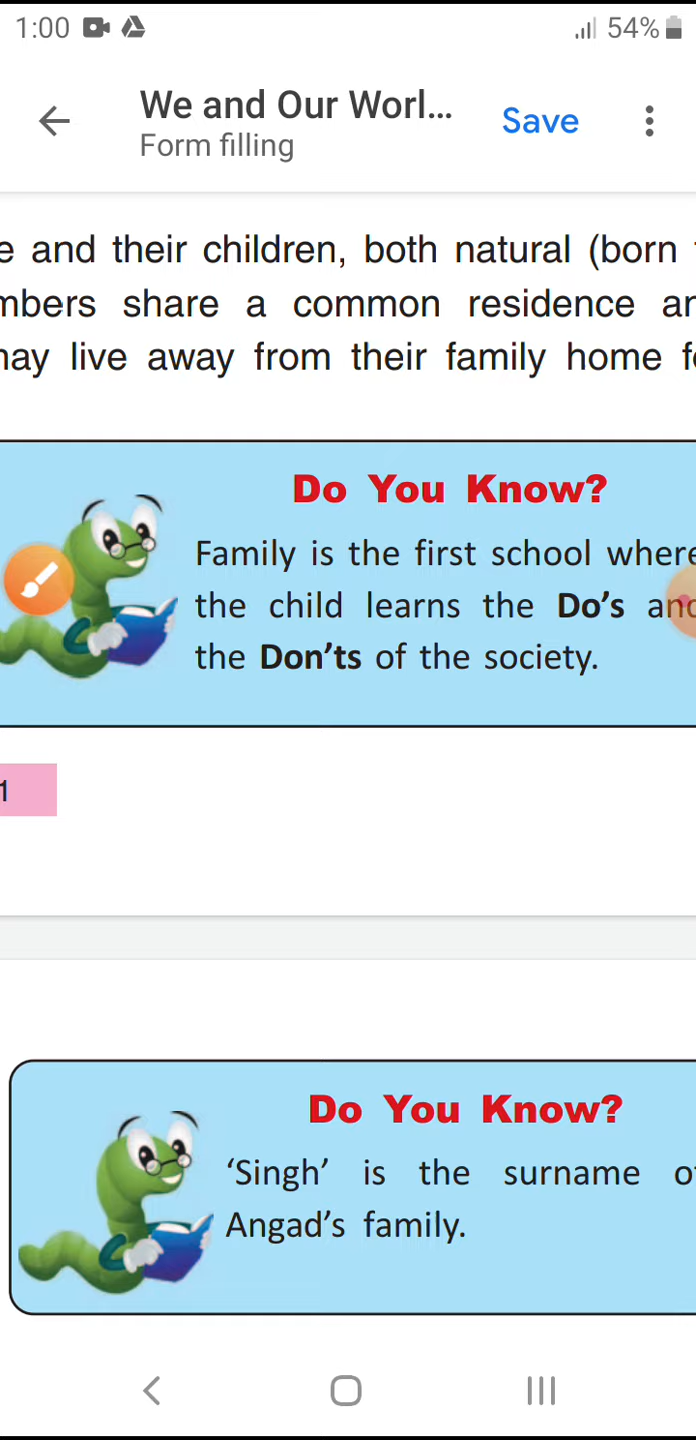 1:00 54%
We and Our Worl...
Save
Form filling
e and their children, both natural (born
mbers share a common residence
may live away from their family home
Do You Know?
Family is the first school where
the child learns the Do's and
the Don'ts of the society.
1
Do You Know?
'Singh' is the surname of
Angad's family.